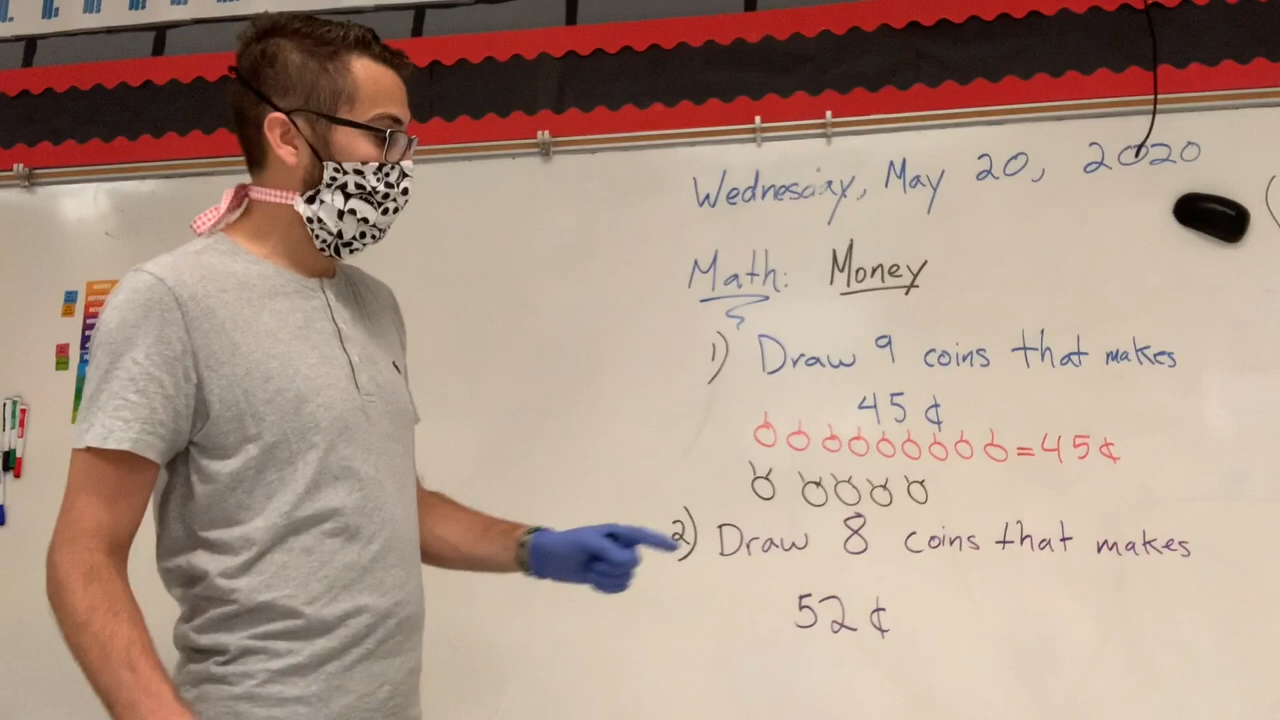 Wednesday, May 20, 2020
Math: Money
1) Draw 9 coins that makes
45 ¢
= 45 ¢
2) Draw 8 coins that makes
52 ¢